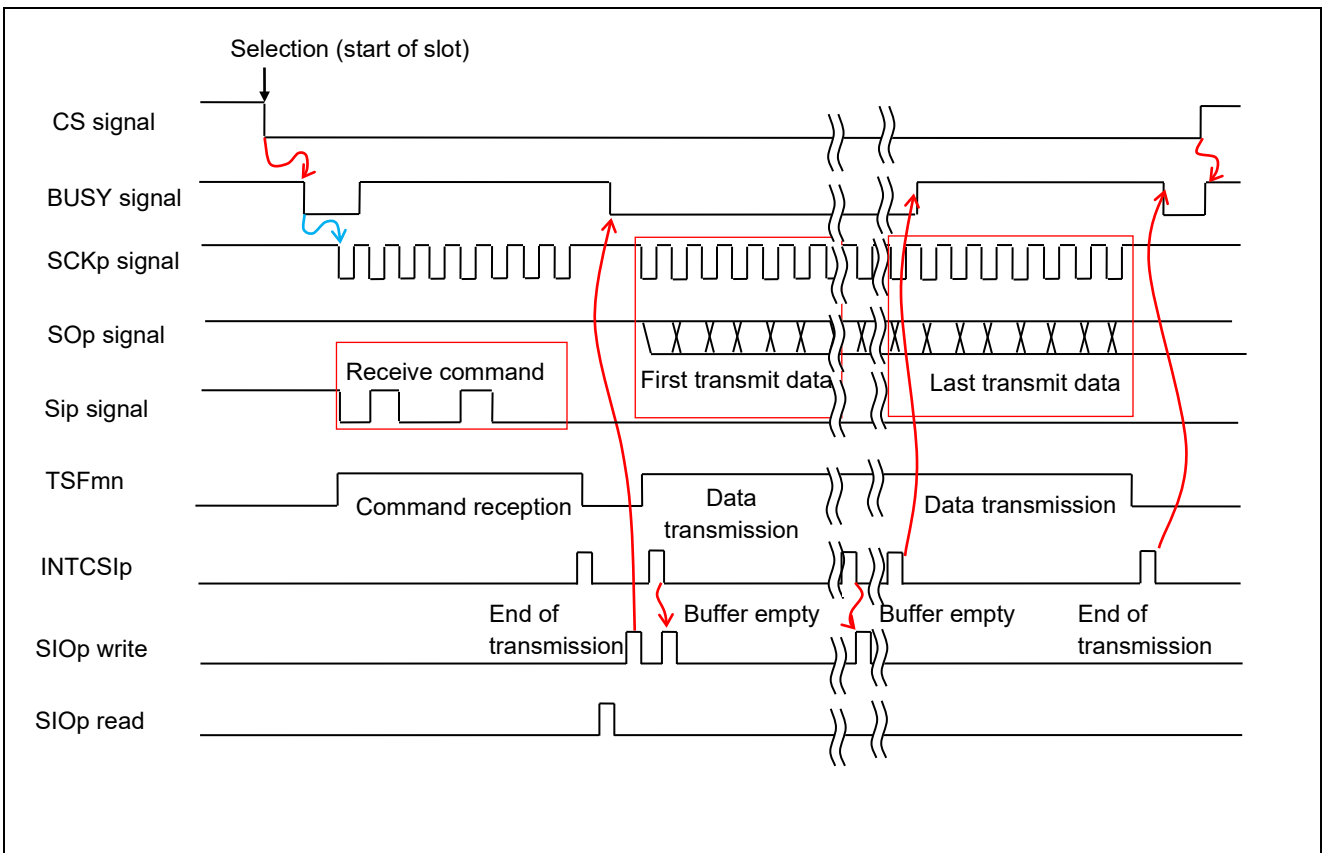 Selection (start of slot)
CS signal
BUSY signal
SCKp signal
SOp signal
Receive command
First transmit data
Last transmit data
Sip signal
TSFmn
Command reception
Data
transmission
Data transmission
INTCSIp
End of
transmission
Buffer empty
Buffer empty
End of
transmission
SIOp write
SIOp read